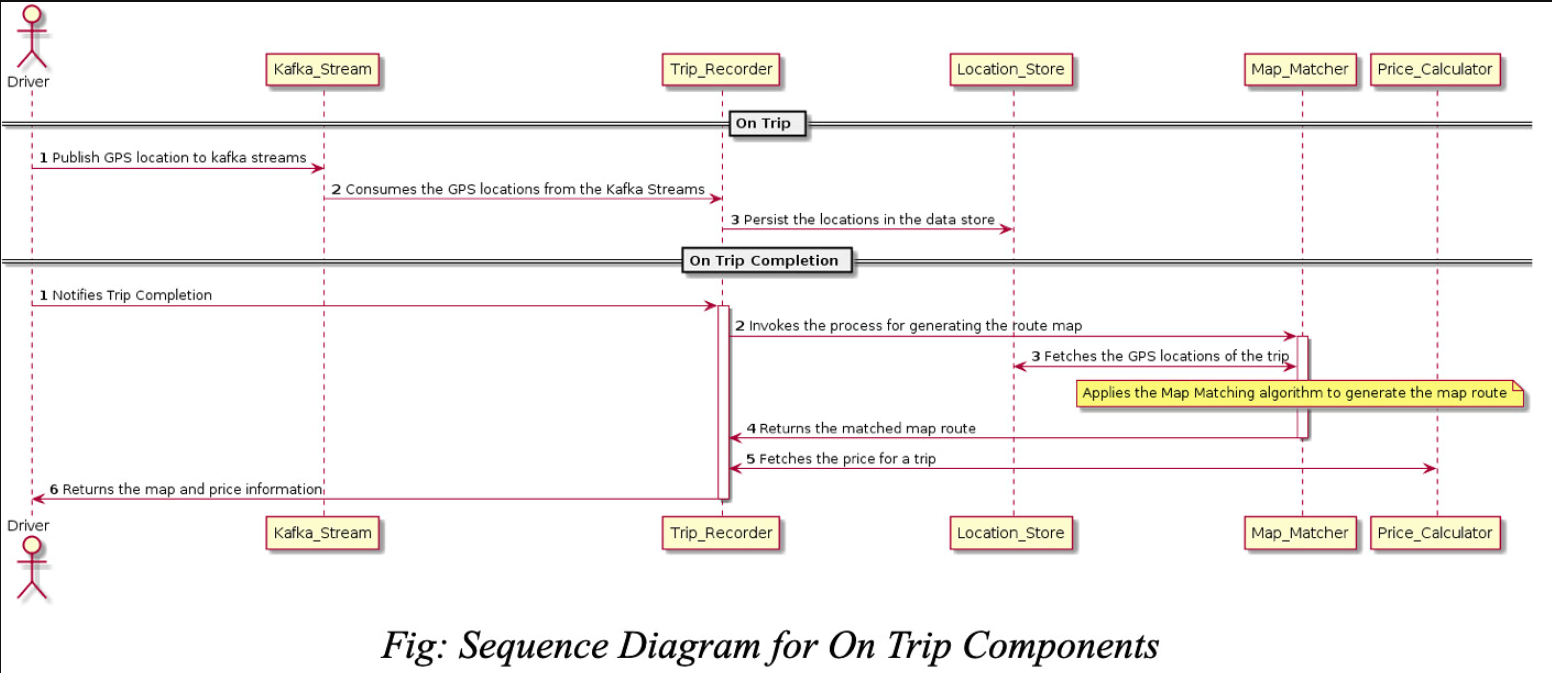 Driver
Kafka_Stream
Trip_Recorder
Location_Store
Map_Matcher
Price_Calculator
On Trip
1 Publish GPS location to kafka streams
2 Consumes the GPS locations from the Kafka Streams
3 Persist the locations in the data store
On Trip Completion
1 Notifies Trip Completion
2 Invokes the process for generating the route map
3 Fetches the GPS locations of the trip
Applies the Map Matching algorithm to generate the map route
4 Returns the matched map route
5 Fetches the price for a trip
6 Returns the map and price information
Driver
Kafka_Stream
Trip_Recorder
Location_Store
Map_Matcher
Price_Calculator
Fig: Sequence Diagram for On Trip Components